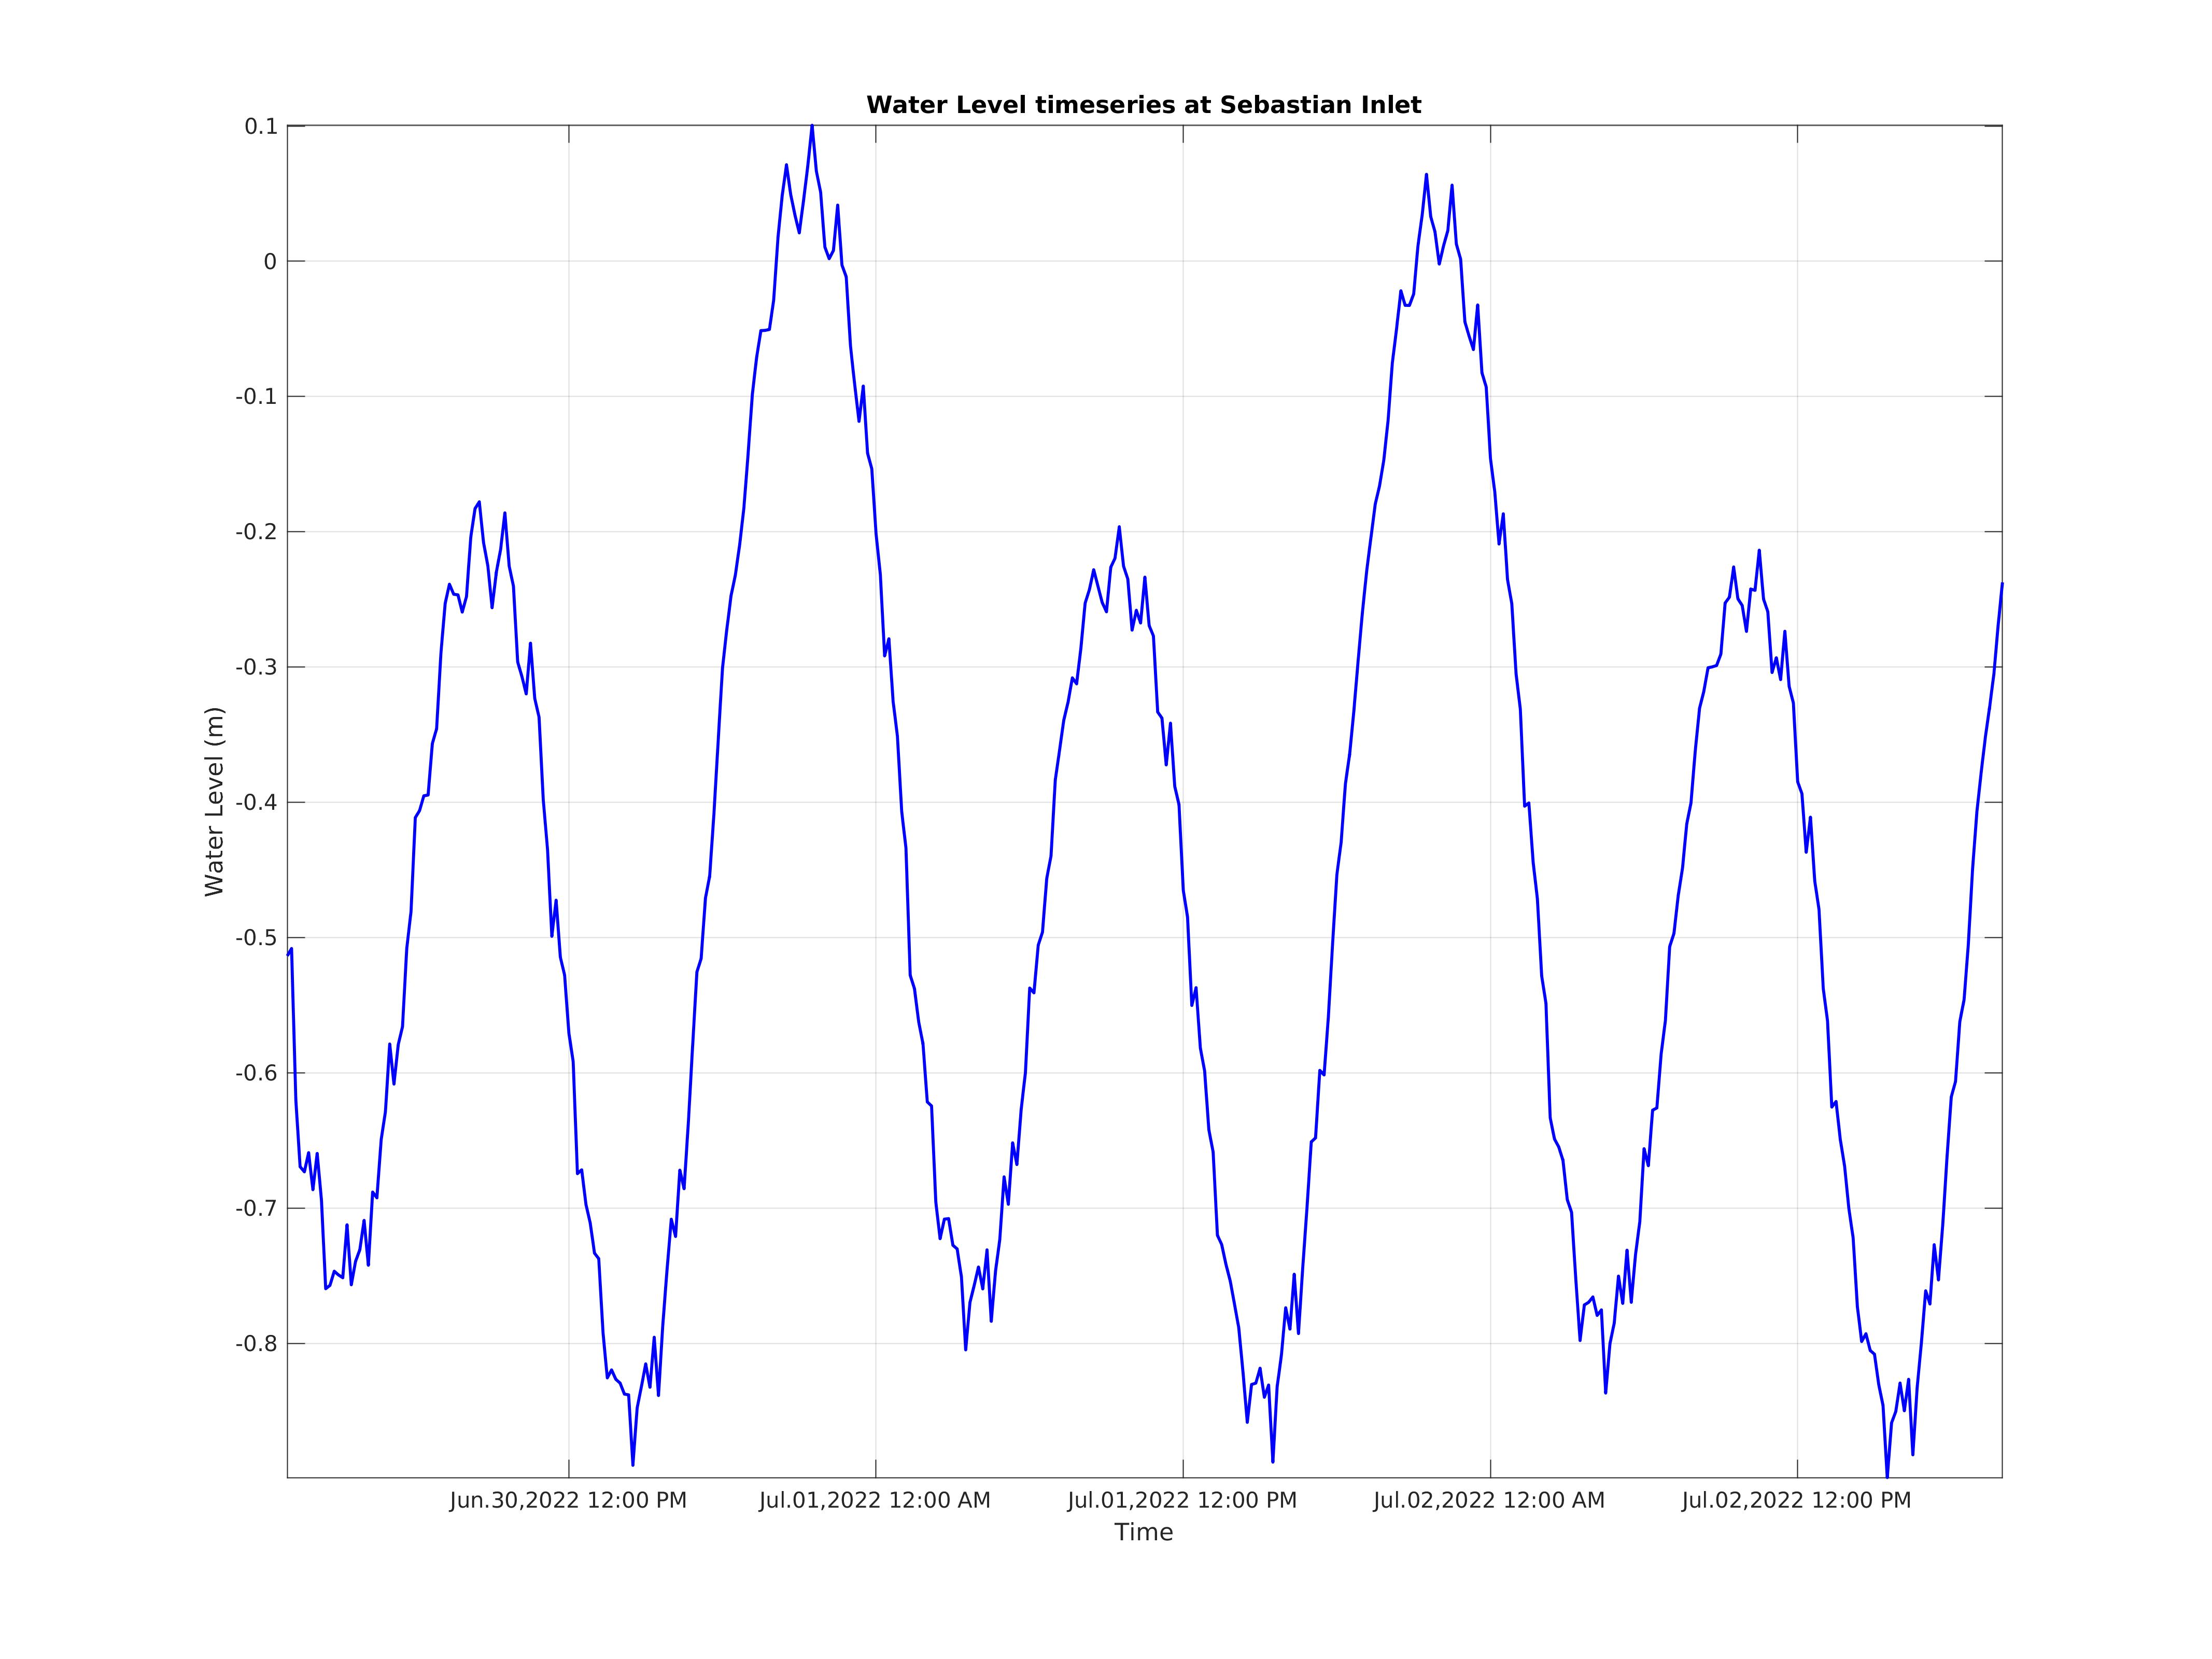 Water Level timeseries at Sebastian Inlet
0.1
0
-0.1
-0.2
-0.3
-0.4
-0.5
-0.6
-0.7
-0.8
Water Level (m)
Jun.30,2022 12:00 PM
Jul.01,2022 12:00 AM
Jul.01,2022 12:00 PM
Jul.02,2022 12:00 AM
Jul.02,2022 12:00 PM
Time